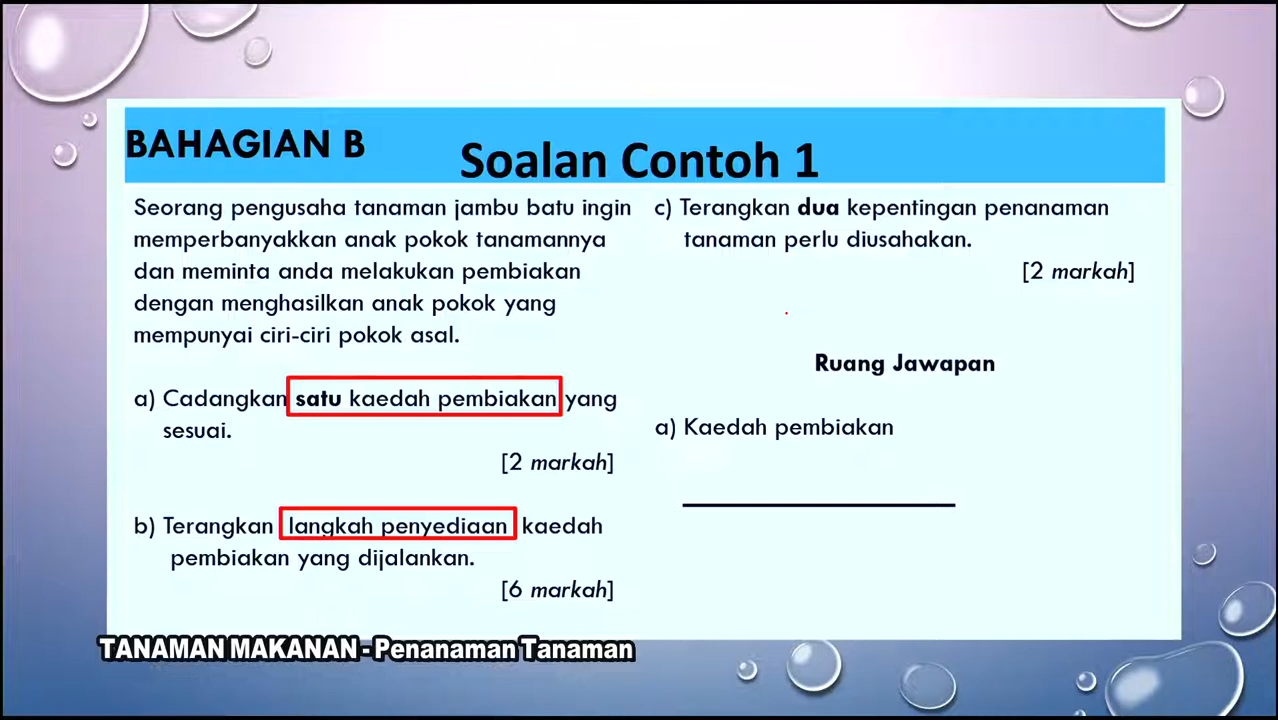 BAHAGIAN B
Soalan Contoh 1
Seorang pengusaha tanaman jambu batu ingin
memperbanyakkan anak pokok tanamannya
dan meminta anda melakukan pembiakan
dengan menghasilkan anak pokok yang
mempunyai ciri-ciri pokok asal.
a) Cadangkan satu kaedah pembiakan yang
sesuai.
[2 markah]
b) Terangkan langkah penyediaan kaedah
pembiakan yang dijalankan.
[6 markah]
c) Terangkan dua kepentingan penanaman
tanaman perlu diusahakan.
[2 markah]
Ruang Jawapan
a) Kaedah pembiakan
TANAMAN MAKANAN - Penanaman Tanaman